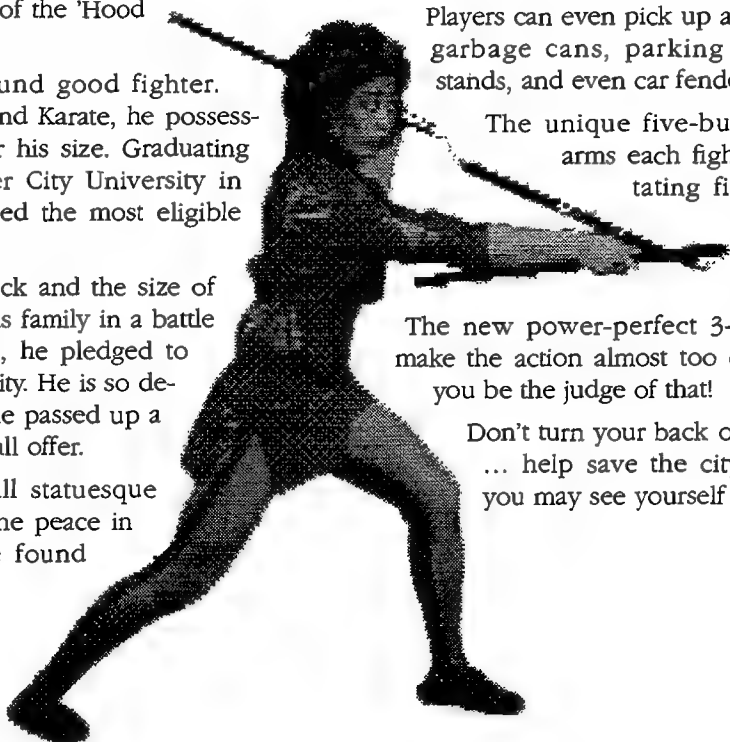 of the 'Hood
und good fighter.
nd Karate, he possess-
r his size. Graduating
er City University in
ed the most eligible
ck and the size of
s family in a battle
, he pledged to
ity. He is so de-
e passed up a
ll offer.
ll statuesque
ne peace in
found
Players can even pick up a
garbage cans, parking
stands, and even car fende
The unique five-bu
arms each figh
tating fi
The new power-perfect 3-
make the action almost too
you be the judge of that!
Don't turn your back o
... help save the city
you may see yourself